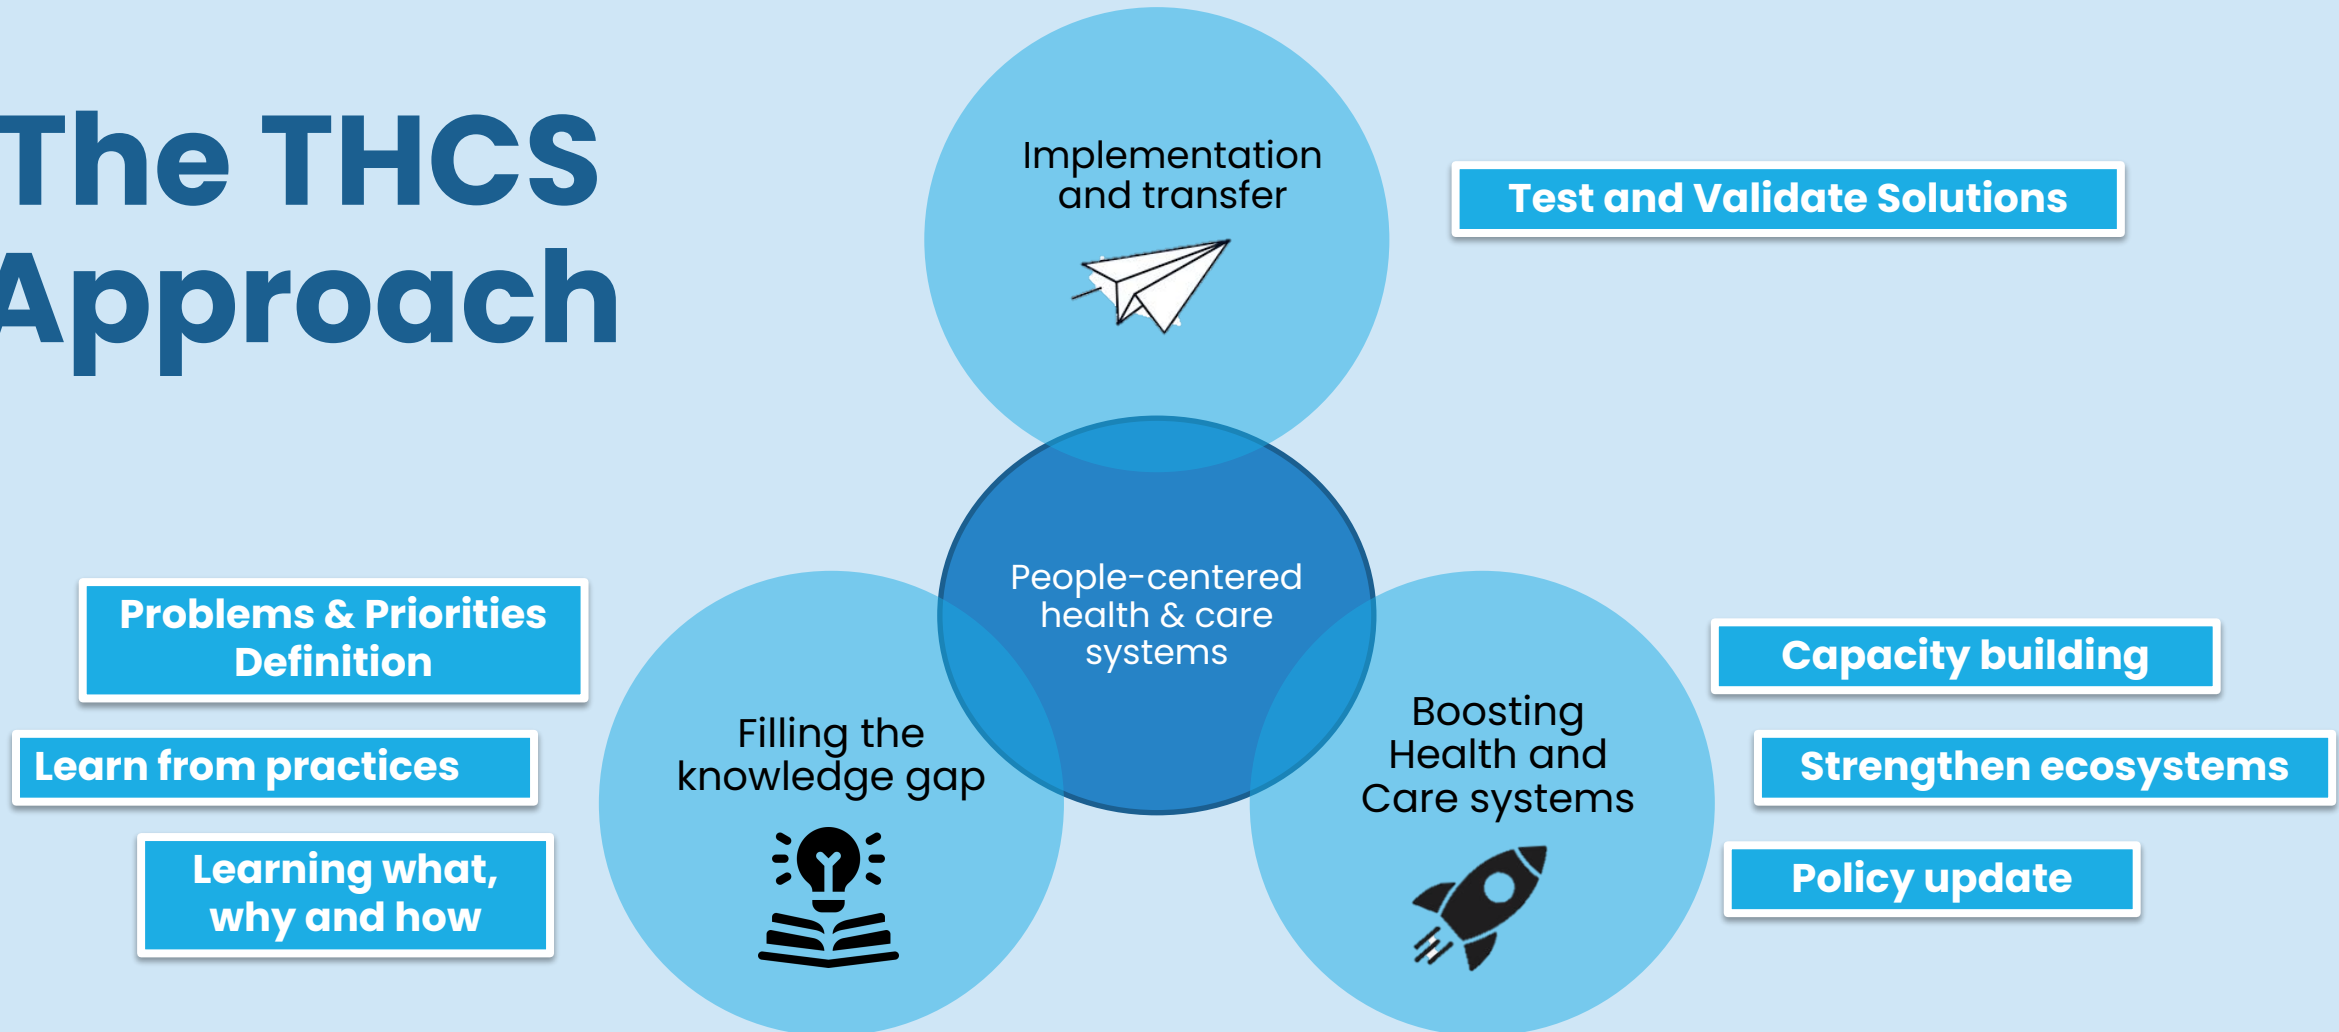 The THCS
Approach
Implementation
and transfer
Test and Validate Solutions
People-centered
health & care
systems
Problems & Priorities
Definition
Learn from practices
Learning what,
why and how
Filling the
knowledge gap
Boosting
Health and
Care systems
Capacity building
Strengthen ecosystems
Policy update